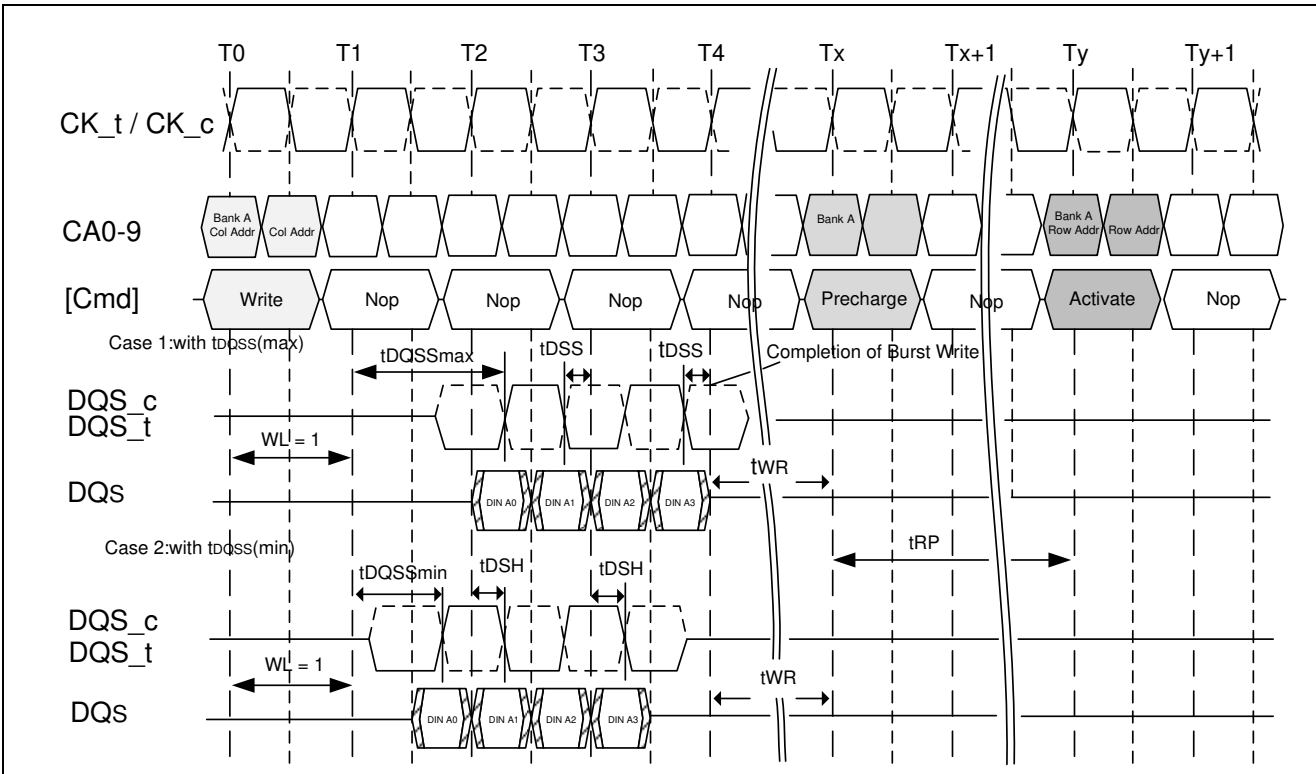 T0 T1 T2 T3 T4 Tx Tx+1 Ty Ty+1
CK_t / CK_c
CA0-9
Bank A
Col Addr
Col Addr
Bank A
Bank A
Row Addr
Row Addr
[Cmd]
Write Nop Nop Nop Nop Precharge Nop Activate Nop
Case 1:with tDQSS(max)
tDQSSmax tDSS tDSS Completion of Burst Write
DQS_c
DQS_t
WL = 1
tWR
DQs
DIN A0 DIN A1 DIN A2 DIN A3
Case 2:with tDQSS(min)
tRP
tDQSSmin tDSH tDSH
DQS_c
DQS_t
WL = 1
tWR
DQs
DIN A0 DIN A1 DIN A2 DIN A3